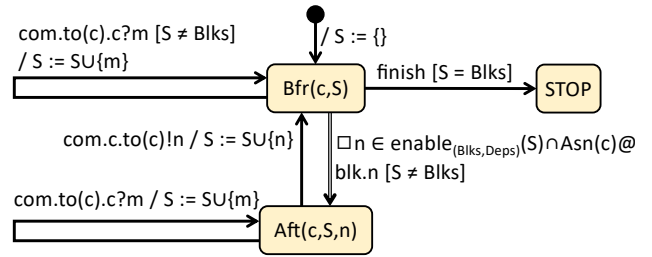 com.to(c).c?m [S ≠ Blks]
/ S := S∪{m}
/ S := {}
Bfr(c,S)
finish [S = Blks]
STOP
com.c.to(c)!n / S := S∪{n}
□n ∈ enable(Blks,Deps)(S)∩Asn(c)@
blk.n [S ≠ Blks]
com.to(c).c?m / S := S∪{m}
Aft(c,S,n)